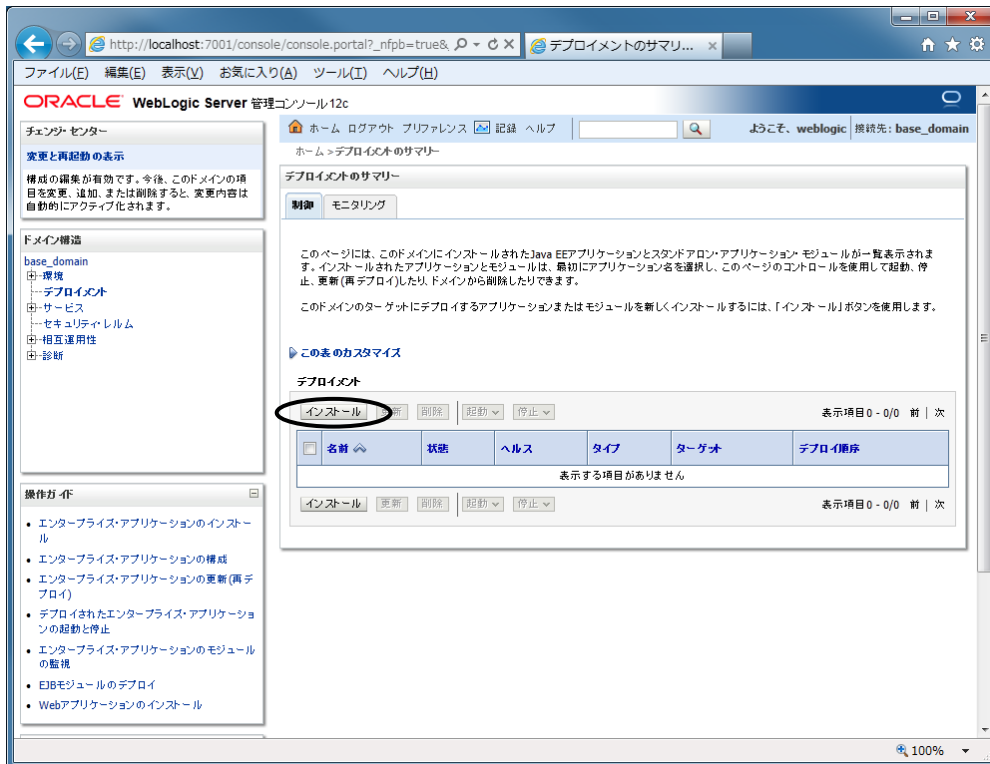 http://localhost:7001/console/console.portal?_nfpb=true&
デプロイメントのサマリ...
ファイル(F) 編集(E) 表示(V) お気に入り(A) ツール(T) ヘルプ(H)
ORACLE WebLogic Server 管理コンソール12c
チェンジ・センター
変更と再起動の表示
構成の編集が有効です。今後、このドメインの項
目を変更、追加、または削除すると、変更内容は
自動的にアクティブ化されます。
ドメイン構造
base_domain
環境
デプロイメント
サービス
セキュリティ・レルム
相互運用性
診断
操作ガイド
エンタープライズ・アプリケーションのインストー
ル
エンタープライズ・アプリケーションの構成
エンタープライズ・アプリケーションの更新(再デ
プロイ)
デプロイされたエンタープライズ・アプリケーショ
ンの起動と停止
エンタープライズ・アプリケーションのモジュール
の監視
EJBモジュールのデプロイ
Webアプリケーションのインストール
ホーム ログアウト プリファレンス 記録 ヘルプ
ようこそ、weblogic 接続先: base_domain
ホーム >デプロイメントのサマリー
デプロイメントのサマリー
制御 モニタリング
このページには、このドメインにインストールされたJava EEアプリケーションとスタンドアロン・アプリケーション・モジュールが一覧表示されま
す。インストールされたアプリケーションとモジュールは、最初にアプリケーション名を選択し、このページのコントロールを使用して起動、停
止、更新(再デプロイ)したり、ドメインから削除したりできます。
このドメインのターゲットにデプロイするアプリケーションまたはモジュールを新しくインストールするには、「インストール」ボタンを使用します。
この表のカスタマイズ
デプロイメント
インストール 更新 削除 起動 停止 表示項目0 - 0/0 前 | 次
名前 状態 ヘルス タイプ ターゲット デプロイ順序
表示する項目がありません
インストール 更新 削除 起動 停止 表示項目0 - 0/0 前 | 次
100%